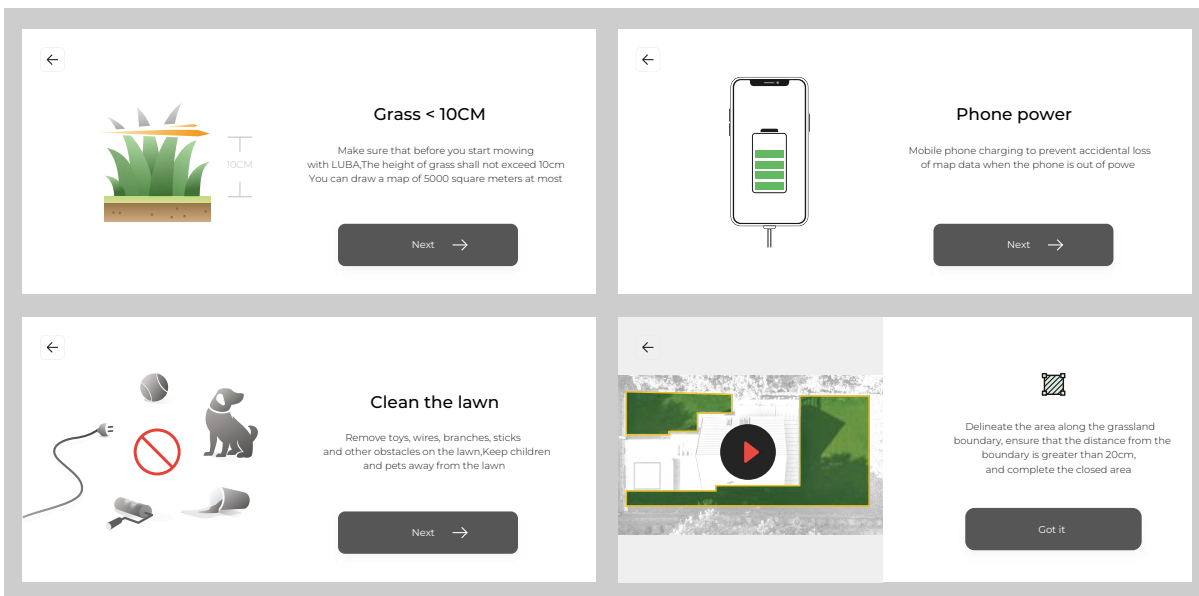 Grass < 10CM
10CM
Make sure that before you start mowing
with LUBA,The height of grass shall not exceed 10cm
You can draw a map of 5000 square meters at most
Next
Phone power
Mobile phone charging to prevent accidental loss
of map data when the phone is out of powe
Next
Clean the lawn
Remove toys, wires, branches, sticks
and other obstacles on the lawn,Keep children
and pets away from the lawn
Next
Delineate the area along the grassland
boundary, ensure that the distance from the
boundary is greater than 20cm,
and complete the closed area
Got it